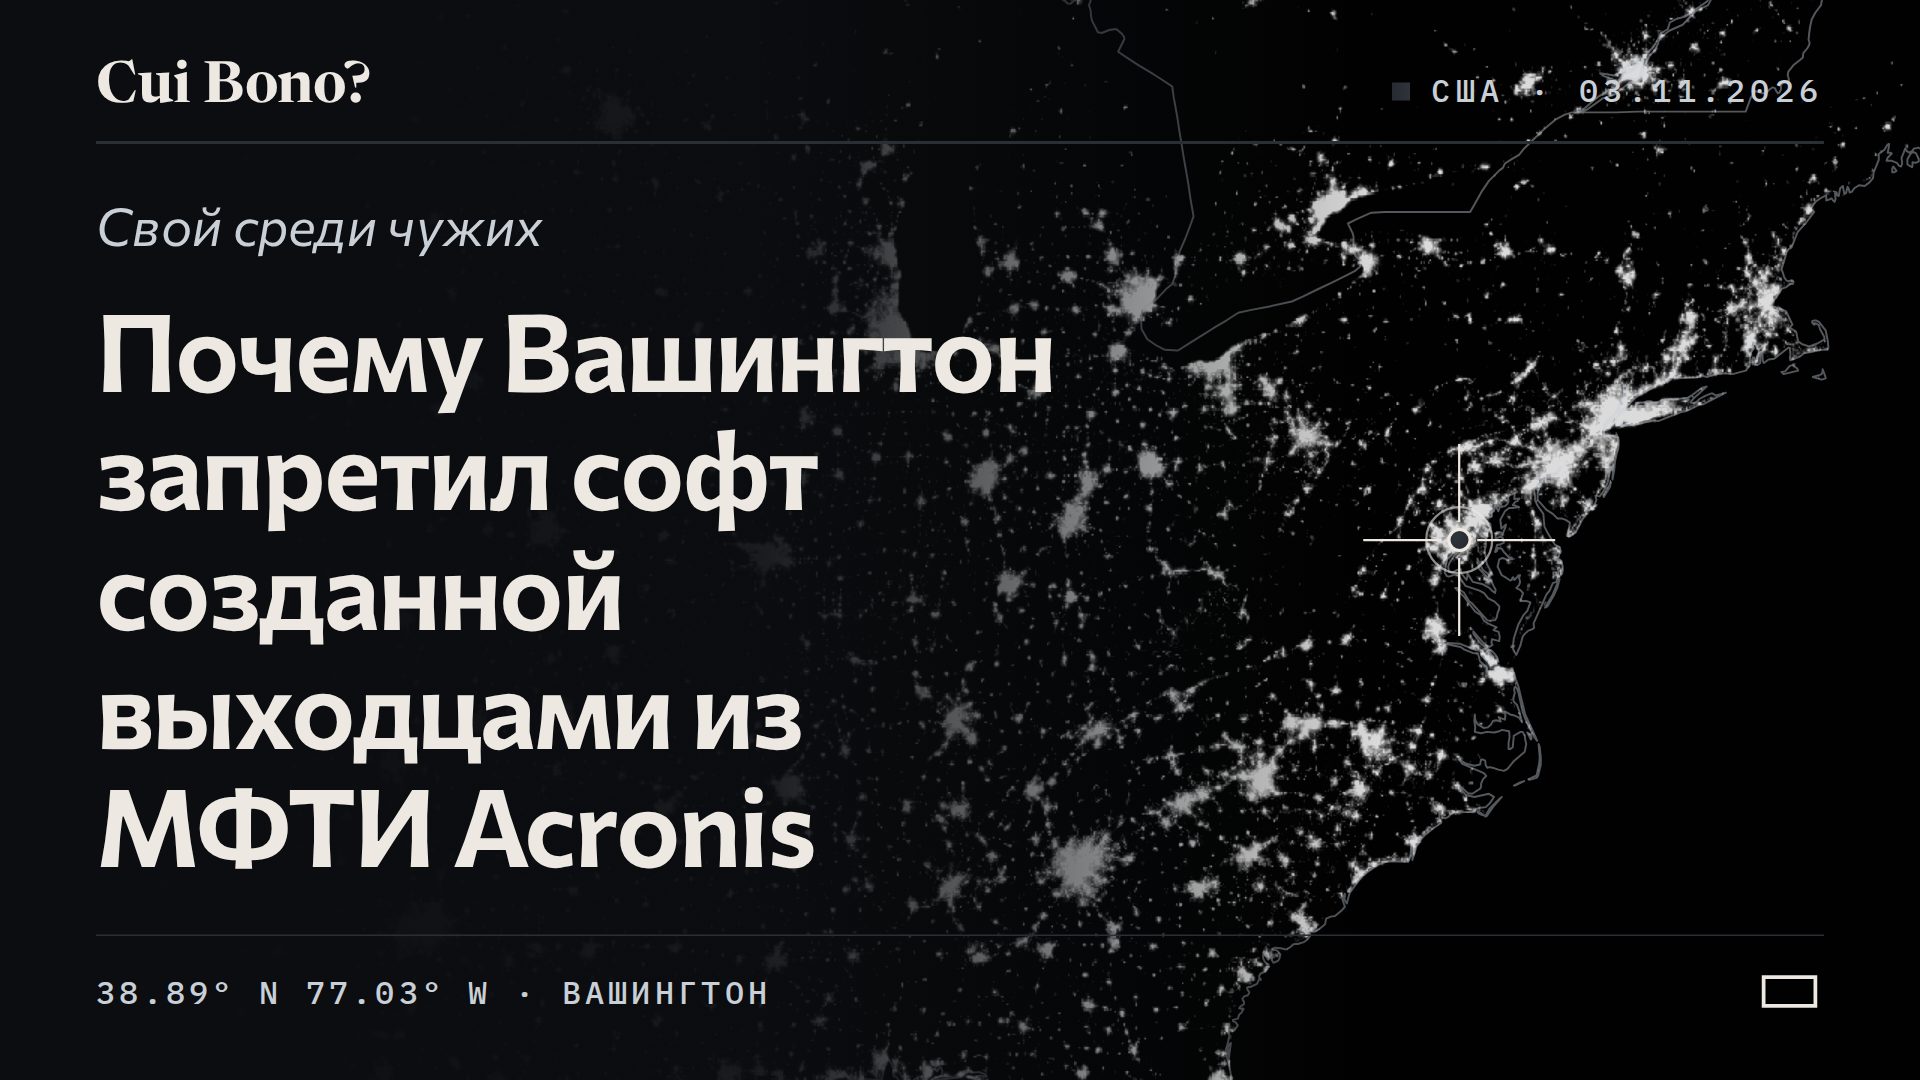 Cui Bono?
США · 03.11.2026
Свой среди чужих
Почему Вашингтон
запретил софт
созданной
выходцами из
МФТИ Acronis
38.89° N 77.03° W · ВАШИНГТОН